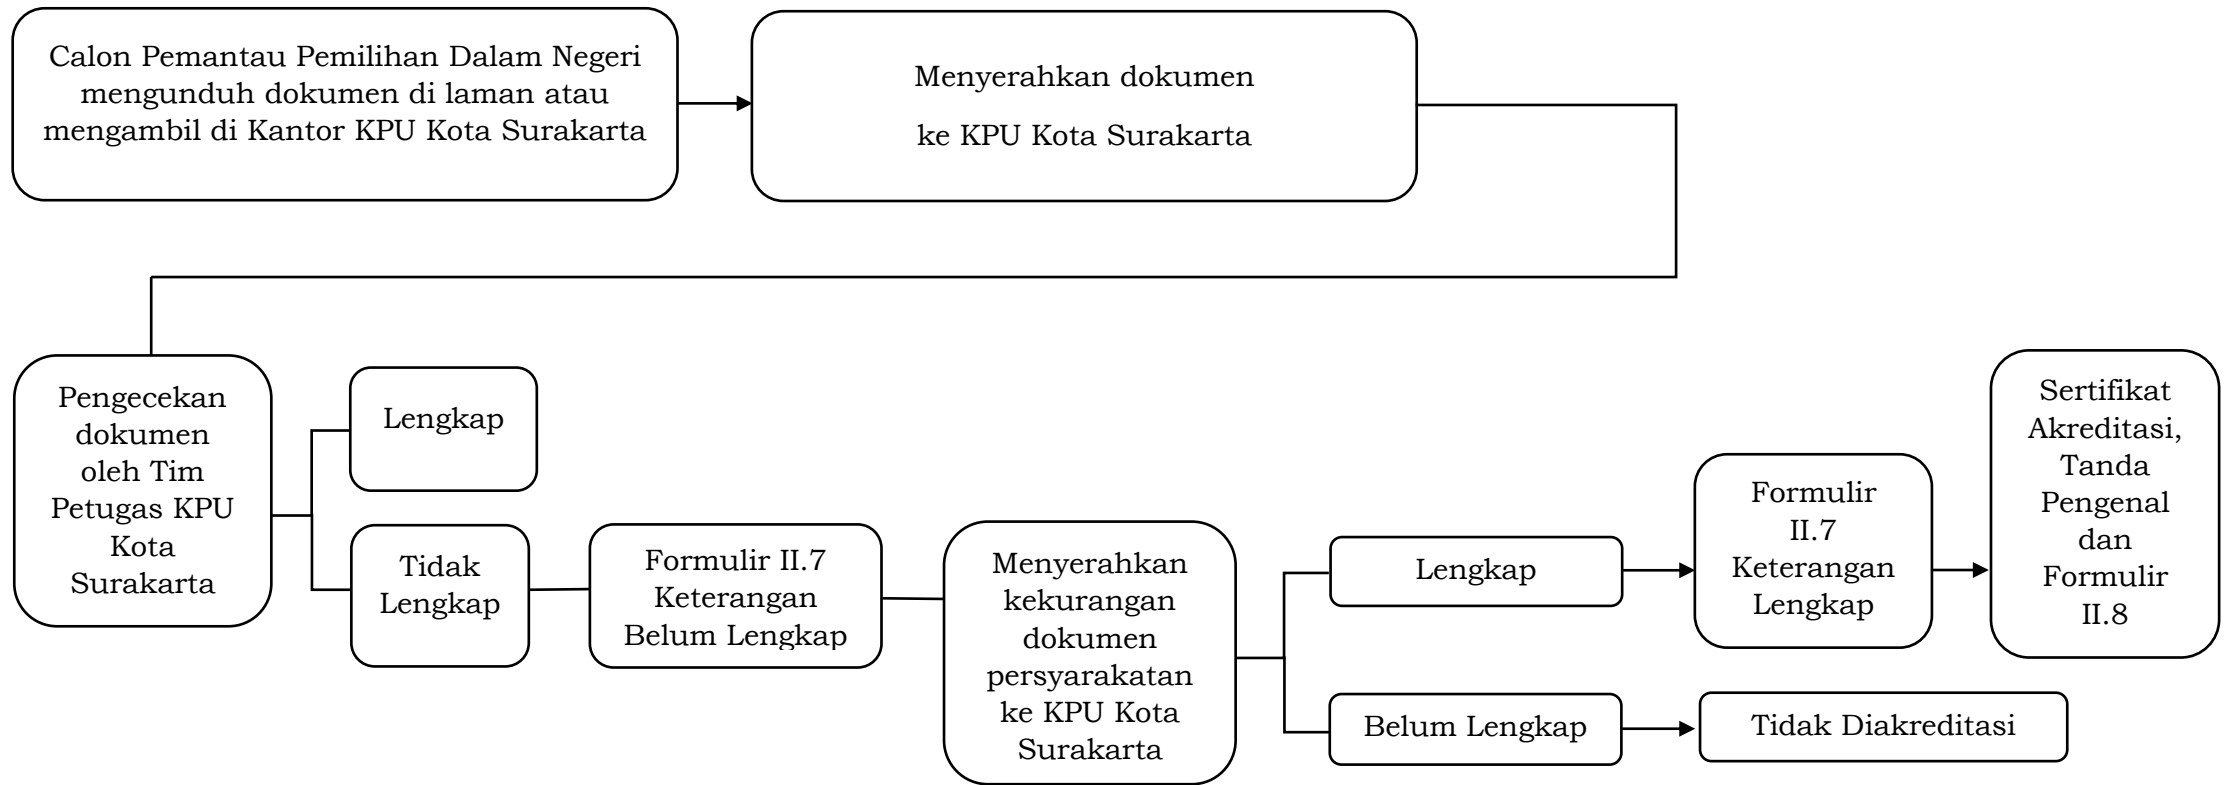 Calon Pemantau Pemilihan Dalam Negeri
mengunduh dokumen di laman atau
mengambil di Kantor KPU Kota Surakarta
Menyerahkan dokumen
ke KPU Kota Surakarta
Pengecekan
dokumen
oleh Tim
Petugas KPU
Kota
Surakarta
Lengkap
Tidak
Lengkap
Formulir II.7
Keterangan
Belum Lengkap
Menyerahkan
kekurangan
dokumen
persyarakatan
ke KPU Kota
Surakarta
Lengkap
Formulir
II.7
Keterangan
Lengkap
Sertifikat
Akreditasi,
Tanda
Pengenal
dan
Formulir
II.8
Belum Lengkap
Tidak Diakreditasi